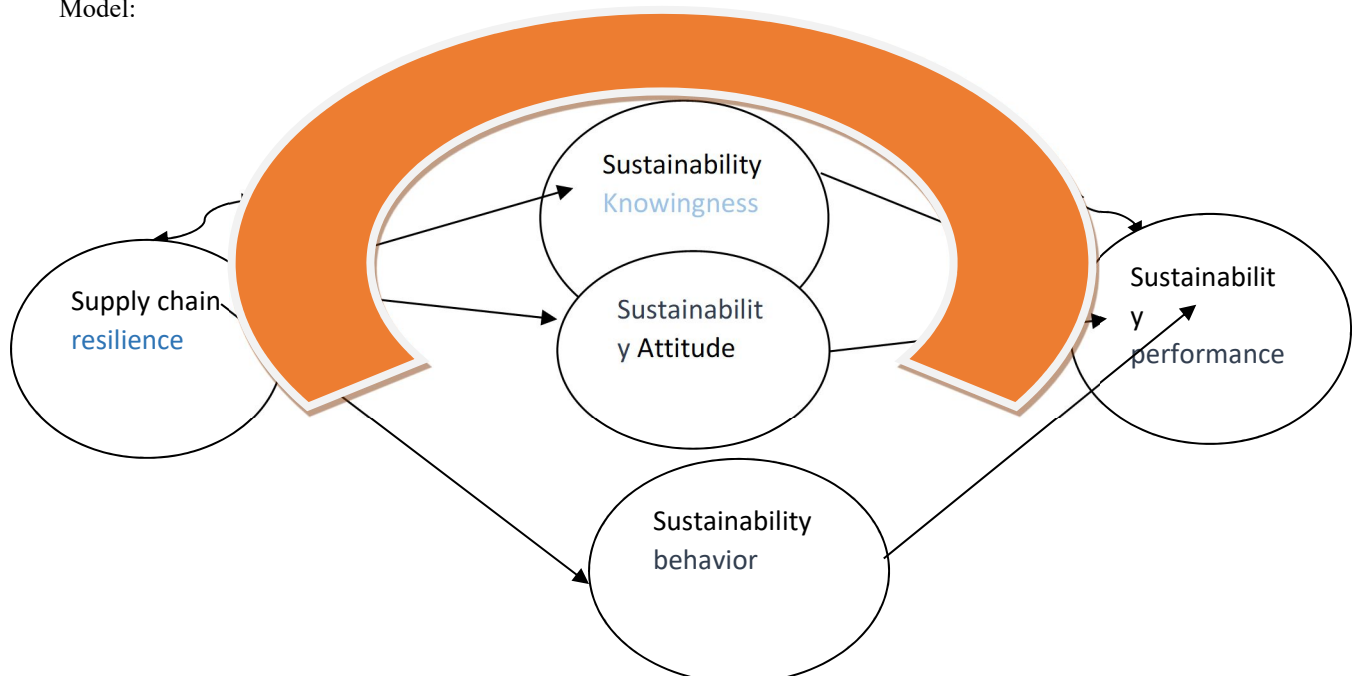 Model:
Sustainability
Knowingness
Supply chain
resilience
Sustainabilit
y Attitude
Sustainabilit
y
performance
Sustainability
behavior